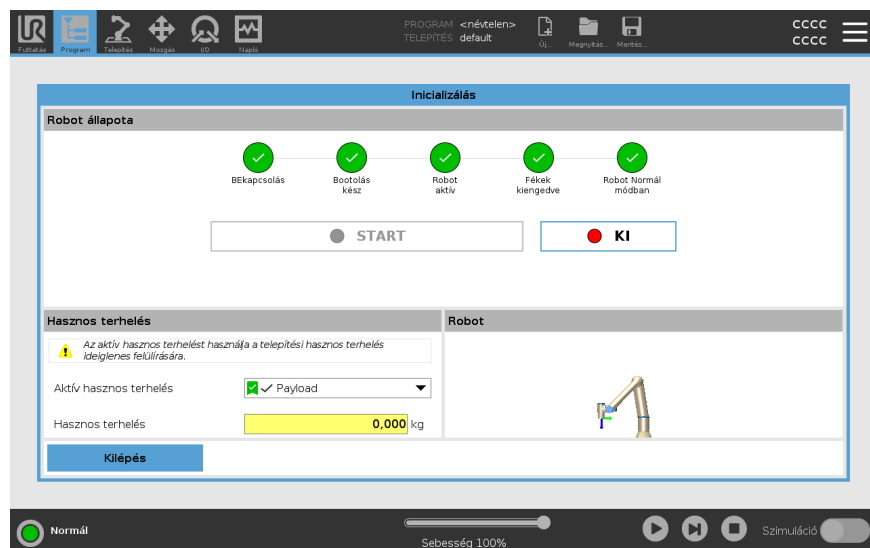 PROGRAM <névtelen>
TELEPÍTÉS default
CCCC
CCCC
Futtatás
Program
Telepítés
Mozgás
I/O
Napló
Új...
Megnyitás...
Mentés...
Inicializálás
Robot állapota
BEkapcsolás
Bootolás
kész
Robot
aktív
Fékek
kiengedve
Robot Normál
módban
START
KI
Hasznos terhelés
Robot
Az aktív hasznos terhelést használja a telepítési hasznos terhelés
ideiglenes felülírására.
Aktív hasznos terhelés
Payload
Hasznos terhelés
0,000 kg
Kilépés
Normál
Sebesség 100%
Szimuláció